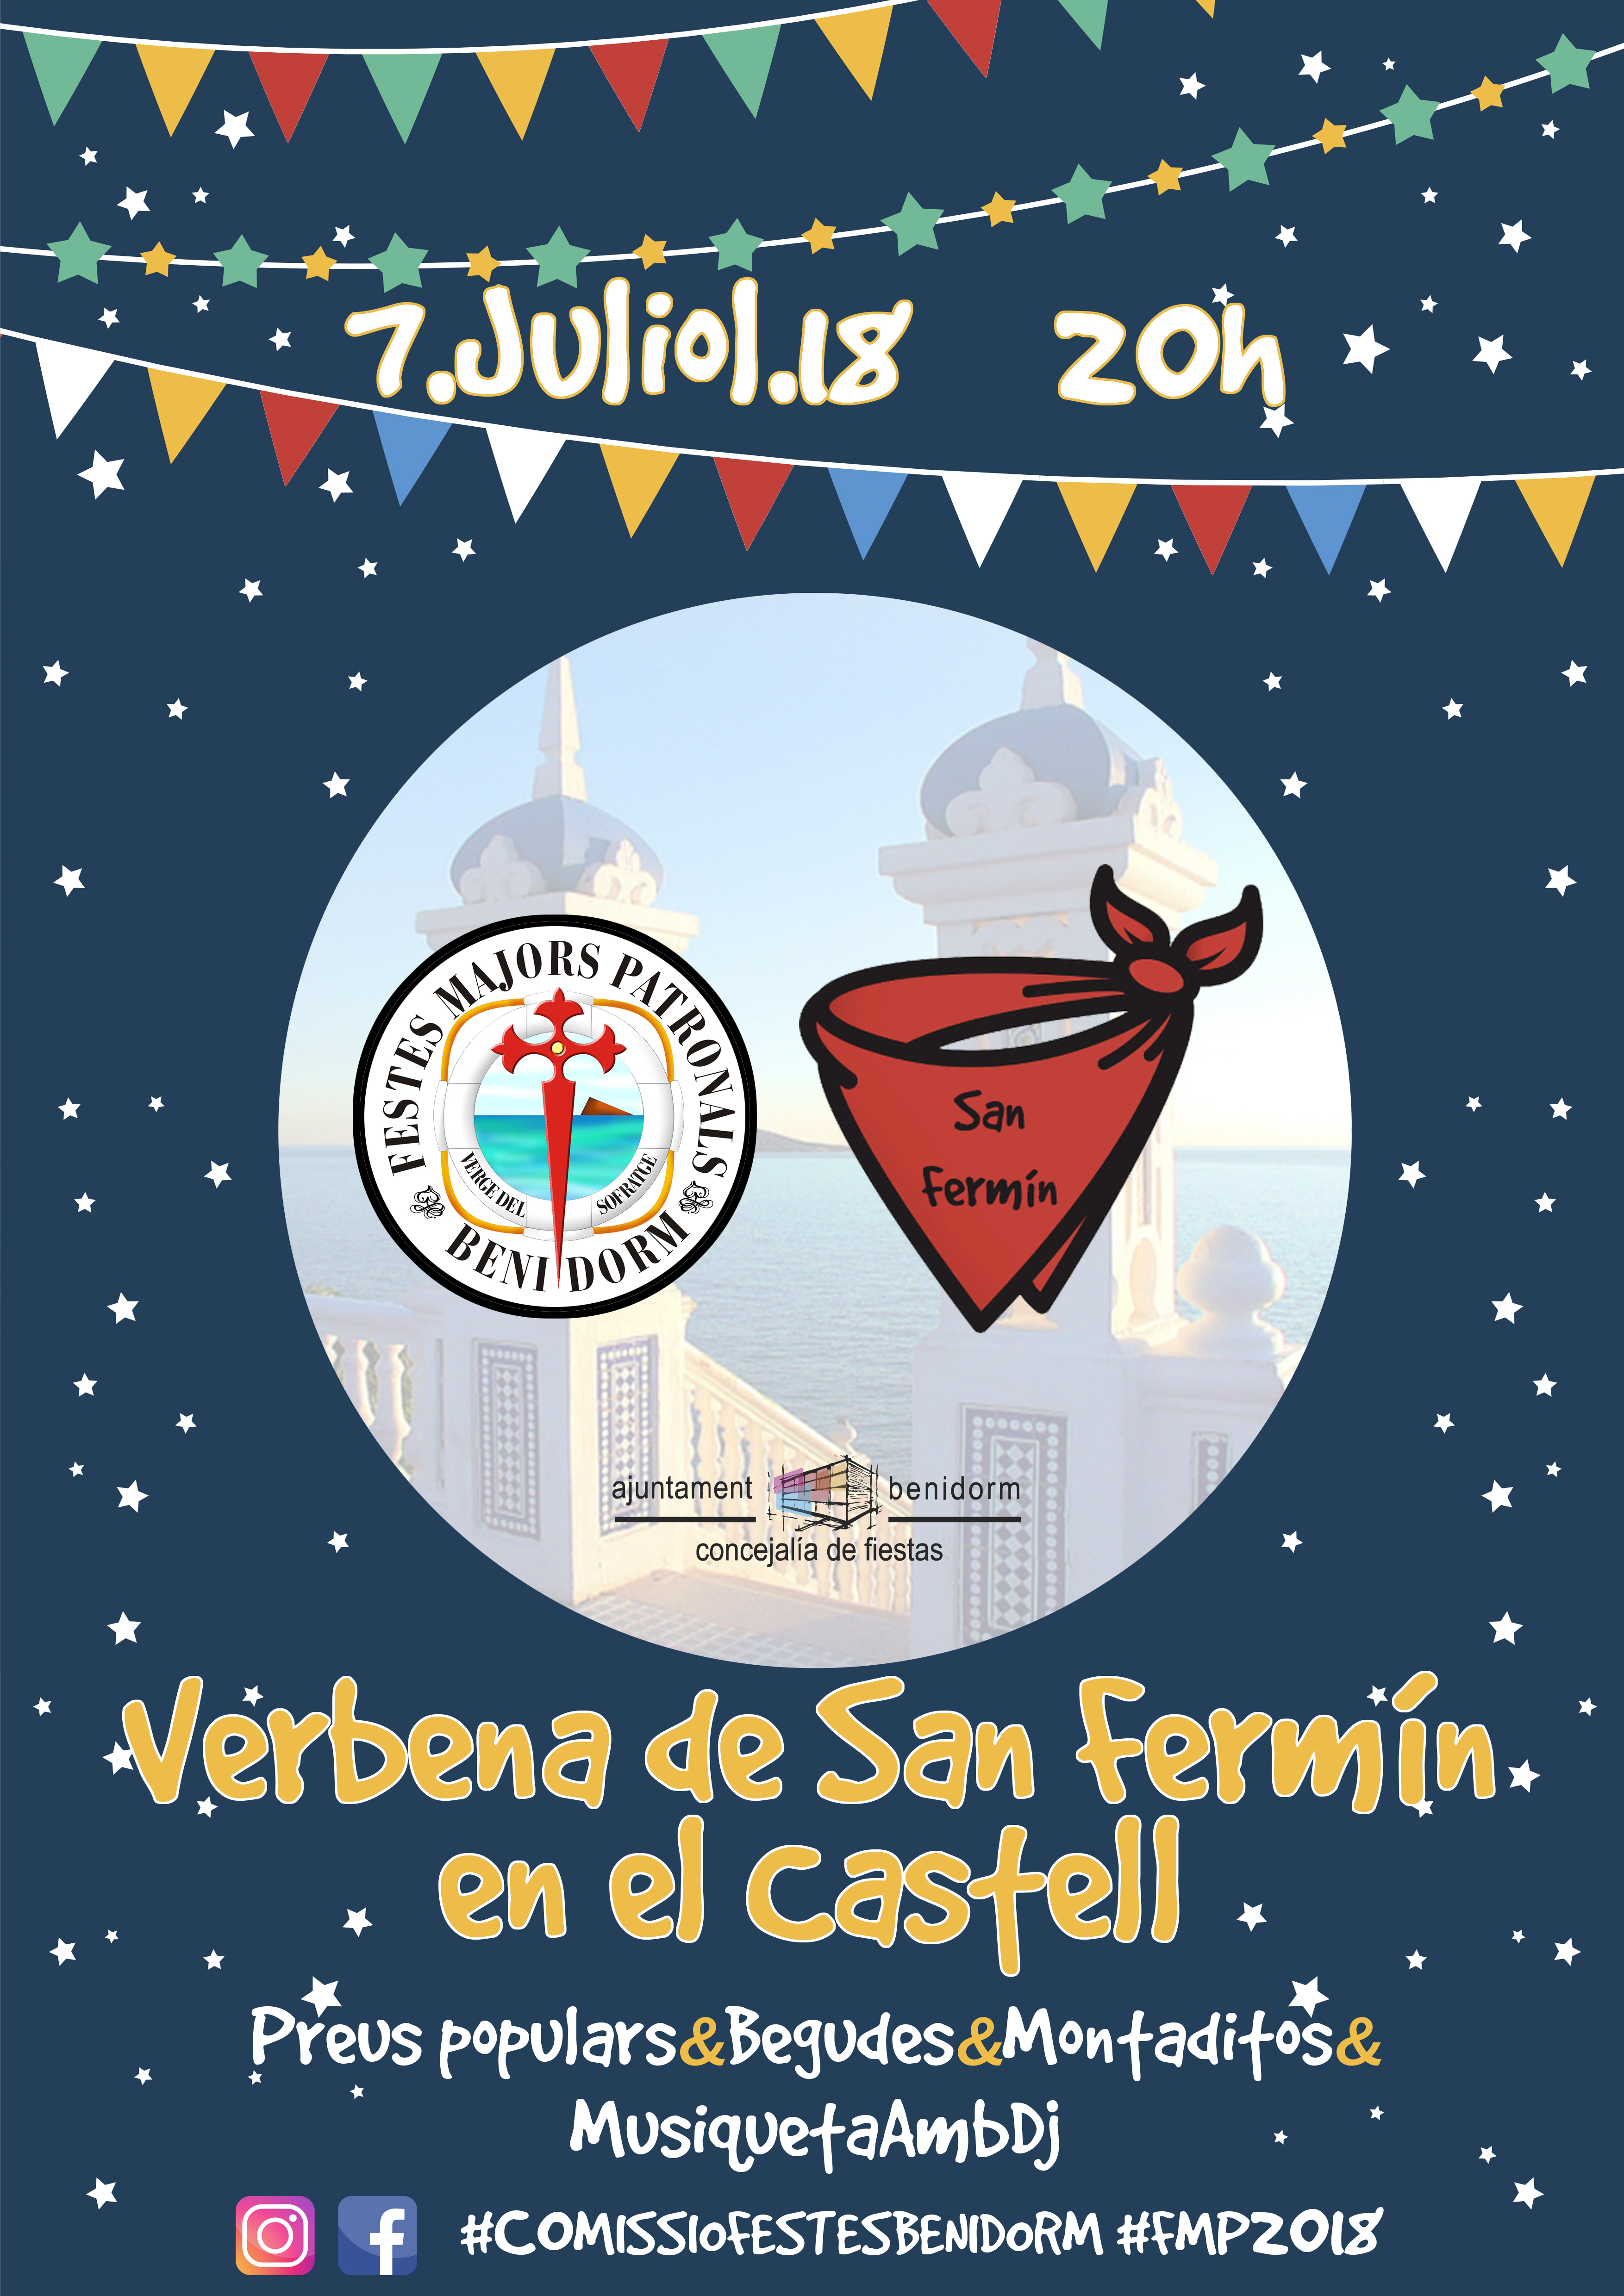 7.Juliol.18 20h
FESTES MAJORS PATRONALS
VERGE DEL SOFRATGE
BENIDORM
San
Fermín
ajuntament benidorm
concejalía de fiestas
Verbena de San Fermín
en el Castell
Preus populars&Begudes&Montaditos&
MusiquetaAmbDj
#COMISSIOFESTESBENIDORM #FMP2018